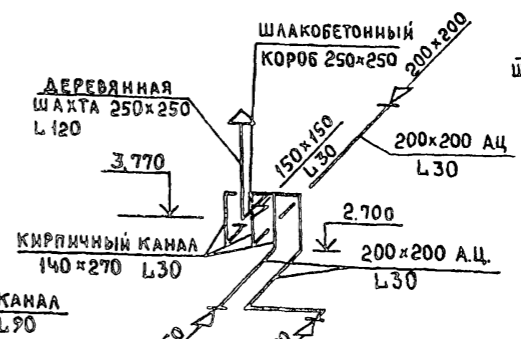 ШЛАКОБЕТОННЫЙ
КОРОБ 250×250
200×200
ДЕРЕВЯННАЯ
ШАХТА 250×250
L120
150×150
L30
200×200 АЦ
L30
3.770
2.700
КИРПИЧНЫЙ КАНАЛ
140×270 L30
200×200 А.Ц.
L30
КАНАЛ
L90